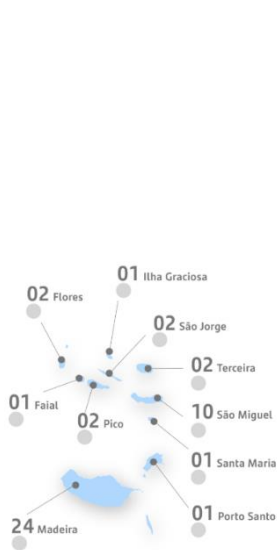 01 Ilha Graciosa
02 Flores
02 São Jorge
02 Terceira
01 Faial
02 Pico
10 São Miguel
01 Santa Maria
01 Porto Santo
24 Madeira